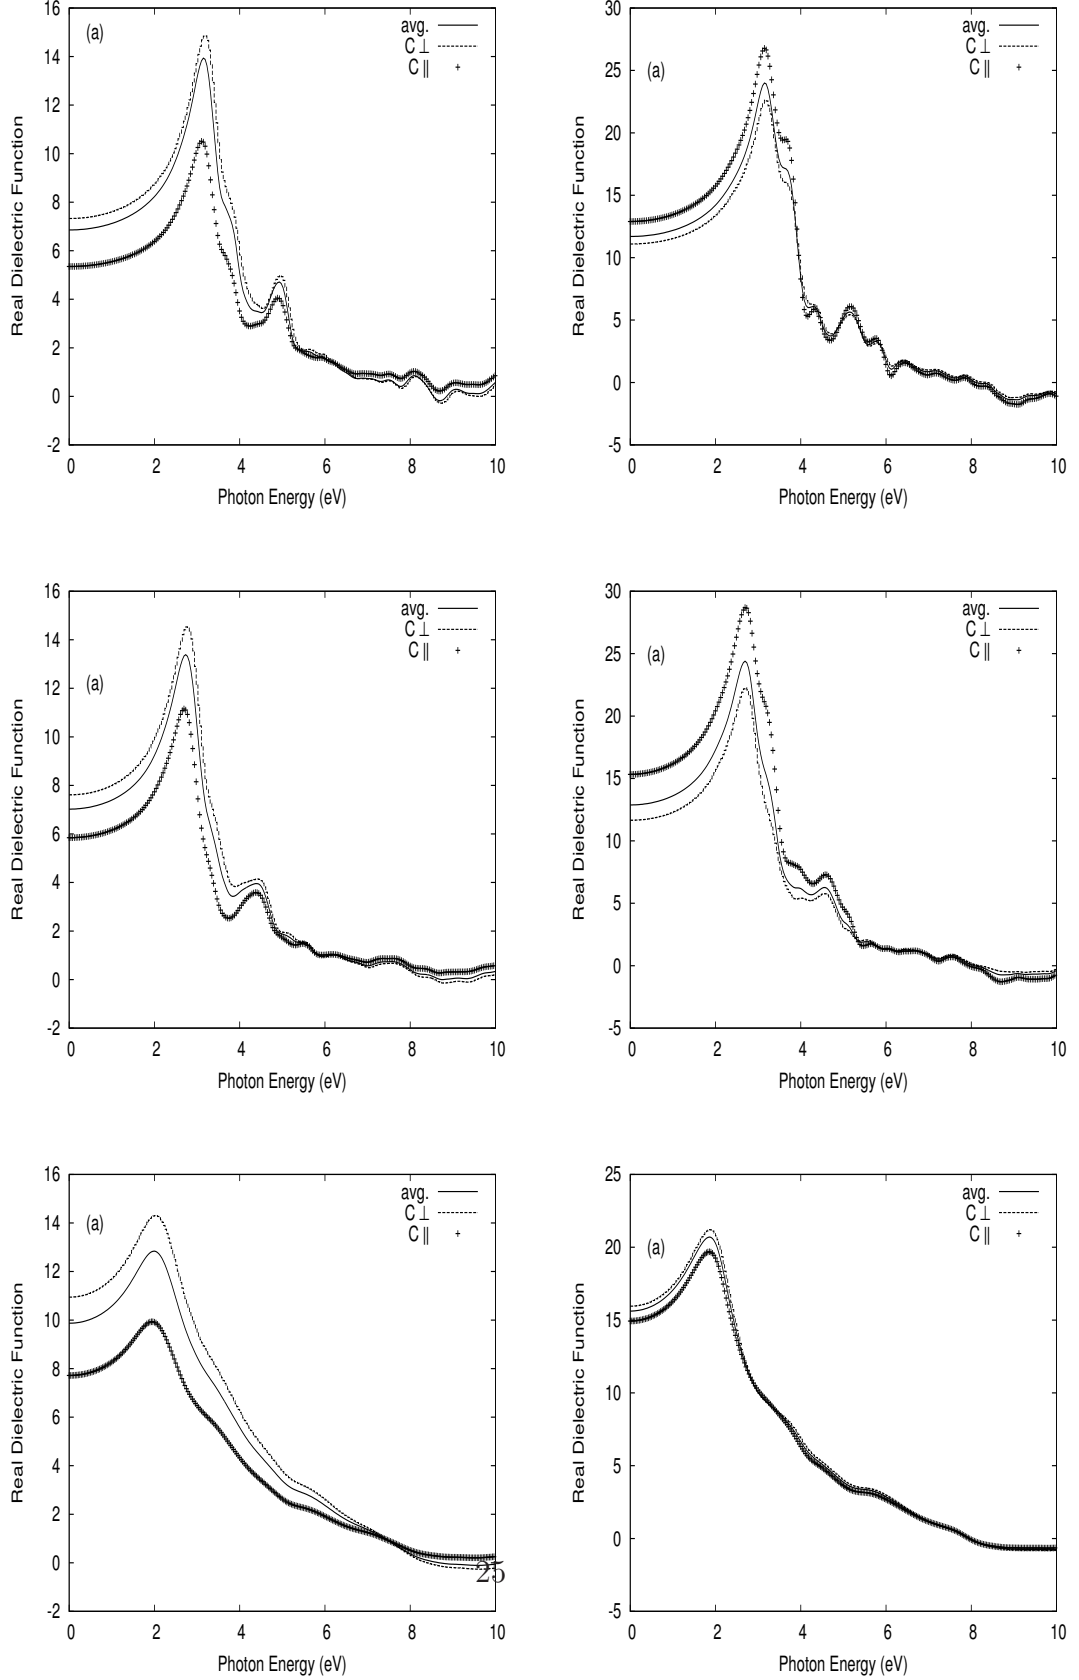 16
14
12
10
8
6
4
2
0
-2
(a)
avg.
C ⊥
C ∥
Real Dielectric Function
0 2 4 6 8 10
Photon Energy (eV)
30
25
20
15
10
5
0
-5
(a)
avg.
C ⊥
C ∥
Real Dielectric Function
0 2 4 6 8 10
Photon Energy (eV)
16
14
12
10
8
6
4
2
0
-2
(a)
avg.
C ⊥
C ∥
Real Dielectric Function
0 2 4 6 8 10
Photon Energy (eV)
30
25
20
15
10
5
0
-5
(a)
avg.
C ⊥
C ∥
Real Dielectric Function
0 2 4 6 8 10
Photon Energy (eV)
16
14
12
10
8
6
4
2
0
-2
(a)
avg.
C ⊥
C ∥
Real Dielectric Function
0 2 4 6 8 10
Photon Energy (eV)
25
20
15
10
5
0
-5
(a)
avg.
C ⊥
C ∥
Real Dielectric Function
0 2 4 6 8 10
Photon Energy (eV)
25